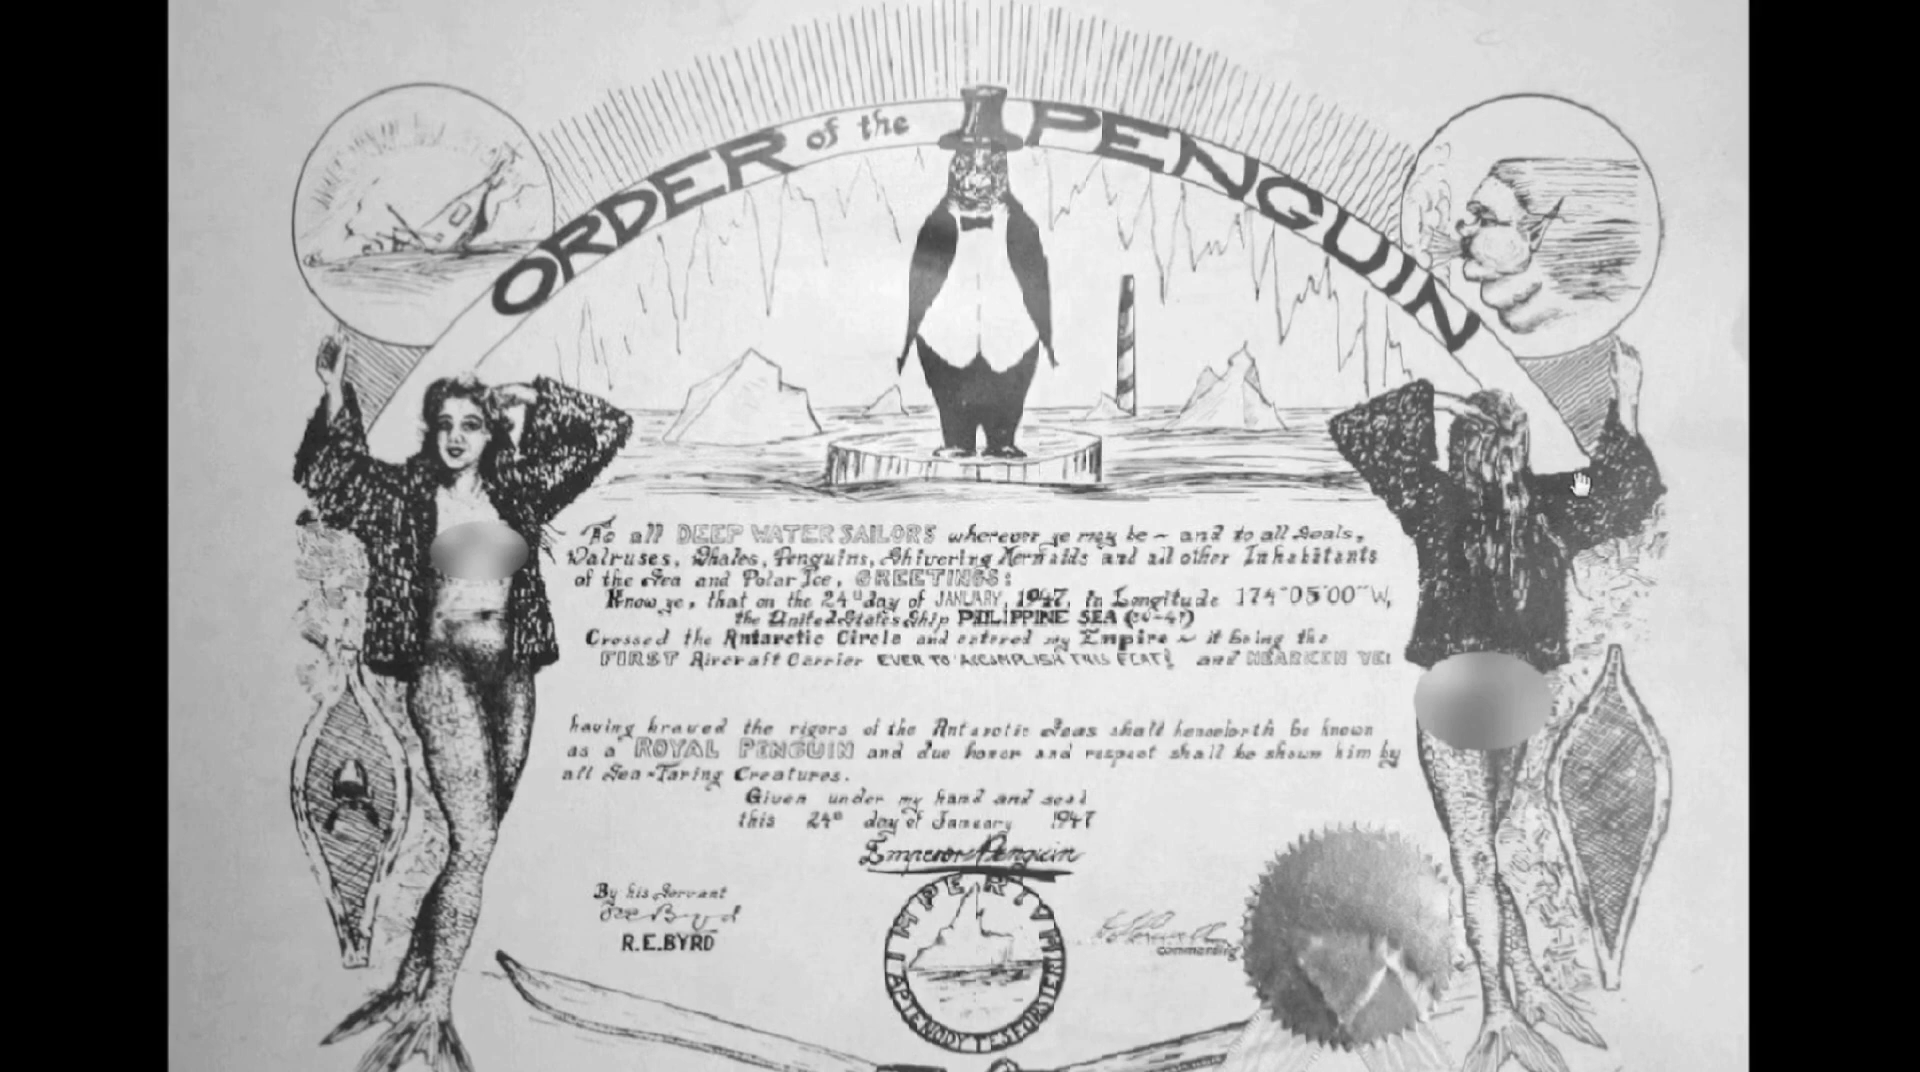 ORDER of the PENGUIN
To all DEEP WATER SAILORS wherever ye may be ~ and to all Seals,
Walruses, Whales, Penguins, Shivering Mermaids and all other Inhabitants
of the Sea and Polar Ice, GREETINGS:
Know ye, that on the 24th day of JANUARY, 1947, in Longitude 174°05'00"W,
the United States Ship PHILIPPINE SEA (CV-47)
Crossed the Antarctic Circle and entered my Empire ~ it being the
FIRST Aircraft Carrier EVER TO ACCOMPLISH THIS FEAT! and HEARKEN YE:
having braved the rigors of the Antarctic Seas shall henceforth be known
as a ROYAL PENGUIN and due honor and respect shall be shown him by
all Sea-Faring Creatures.
Given under my hand and seal
this 24th day of January 1947
Emperor Penguin
By his Servant
R.E.Byrd
R.E.BYRD
commanding
IMPERIVM
APTENODYTES FORSTERI